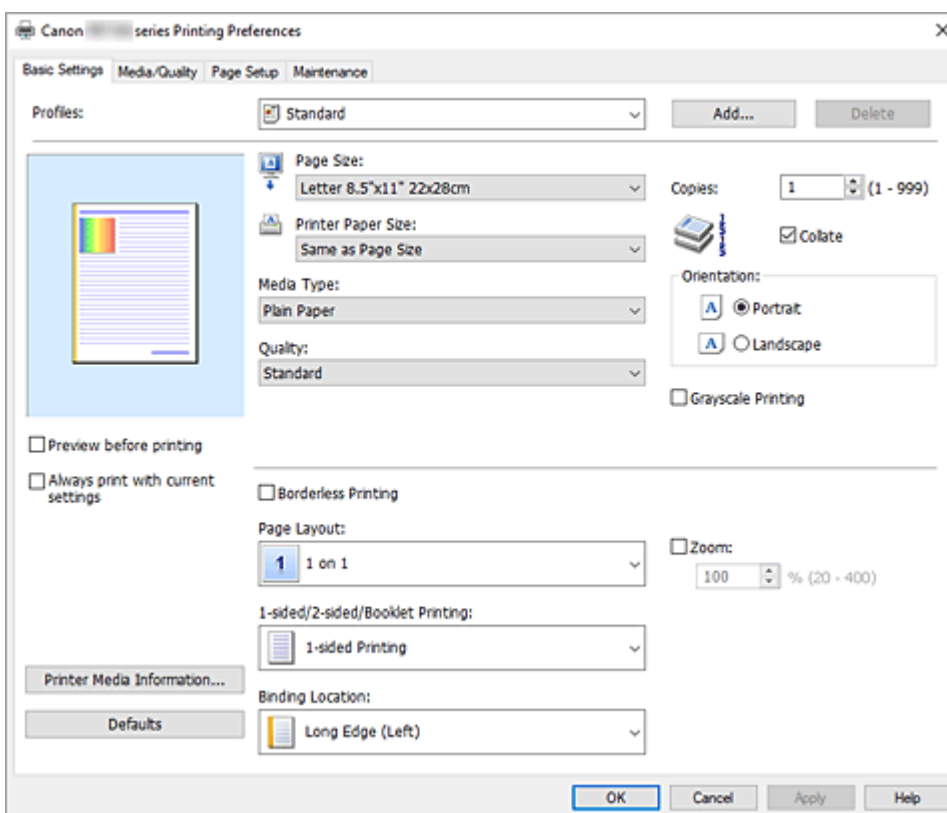 Canon series Printing Preferences
Basic Settings Media/Quality Page Setup Maintenance
Profiles: Standard Add... Delete
Page Size:
Letter 8.5"x11" 22x28cm
Printer Paper Size:
Same as Page Size
Media Type:
Plain Paper
Quality:
Standard
Copies: 1 (1 - 999)
Collate
Orientation:
A Portrait
A Landscape
Grayscale Printing
Preview before printing
Always print with current
settings
Borderless Printing
Page Layout:
1 1 on 1
Zoom:
100 % (20 - 400)
1-sided/2-sided/Booklet Printing:
1-sided Printing
Binding Location:
Long Edge (Left)
Printer Media Information...
Defaults
OK Cancel Apply Help